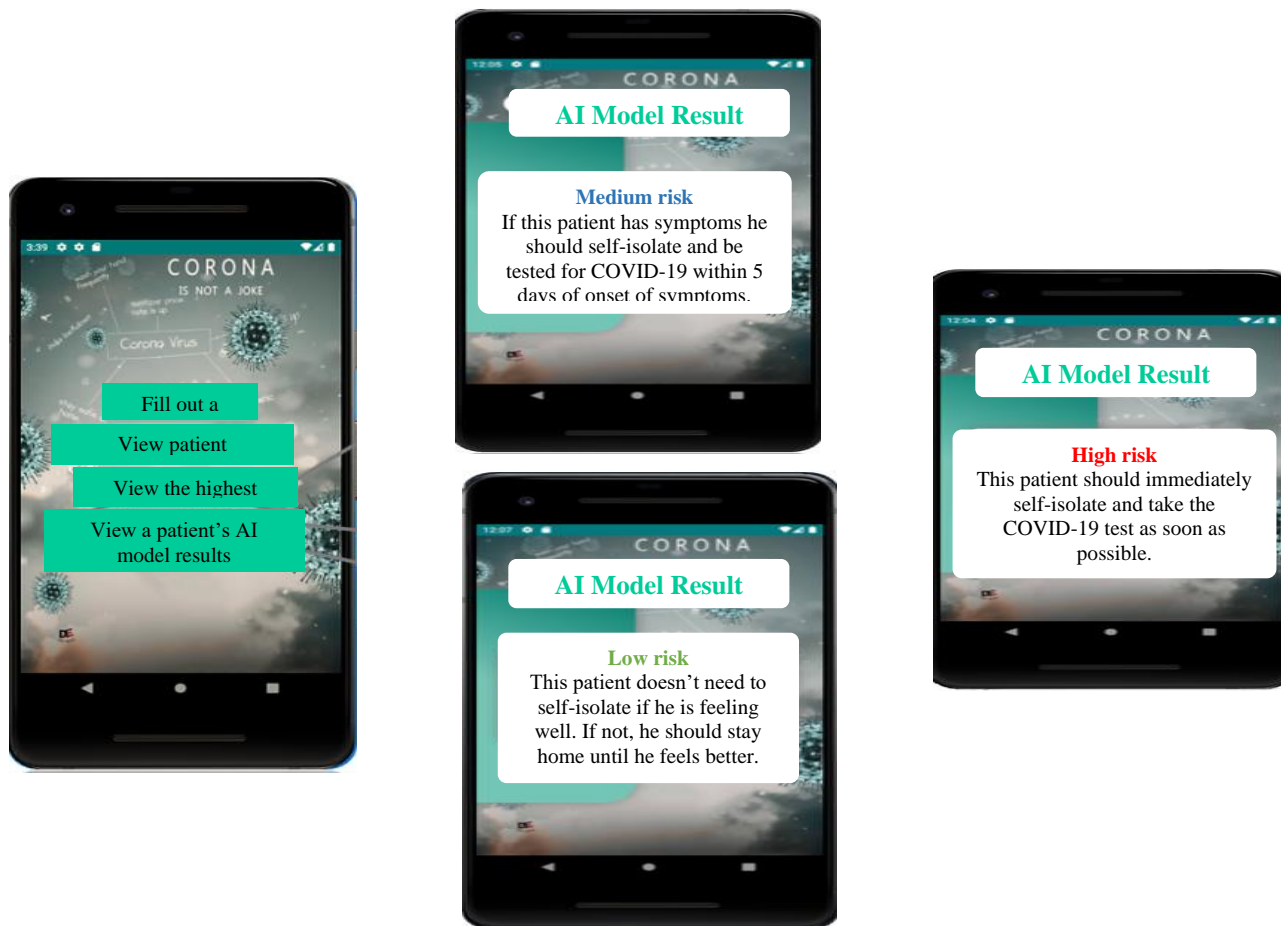 3:39
CORONA
IS NOT A JOKE
Corona Virus
Fill out a
View patient
View the highest
View a patient’s AI
model results
12:05
CORONA
AI Model Result
Medium risk
If this patient has symptoms he
should self-isolate and be
tested for COVID-19 within 5
days of onset of symptoms.
12:07
CORONA
AI Model Result
Low risk
This patient doesn’t need to
self-isolate if he is feeling
well. If not, he should stay
home until he feels better.
12:04
CORONA
AI Model Result
High risk
This patient should immediately
self-isolate and take the
COVID-19 test as soon as
possible.